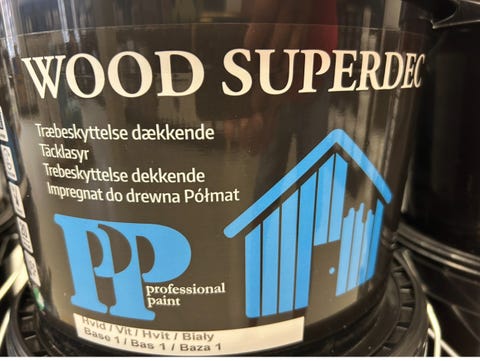 WOOD SUPERDEC
Træbeskyttelse dækkende
Täcklasyr
Trebeskyttelse dekkende
Impregnat do drewna Półmat
PP professional
paint
Hvid / Vit / Hvit / Biały
Base 1 / Bas 1 / Baza 1